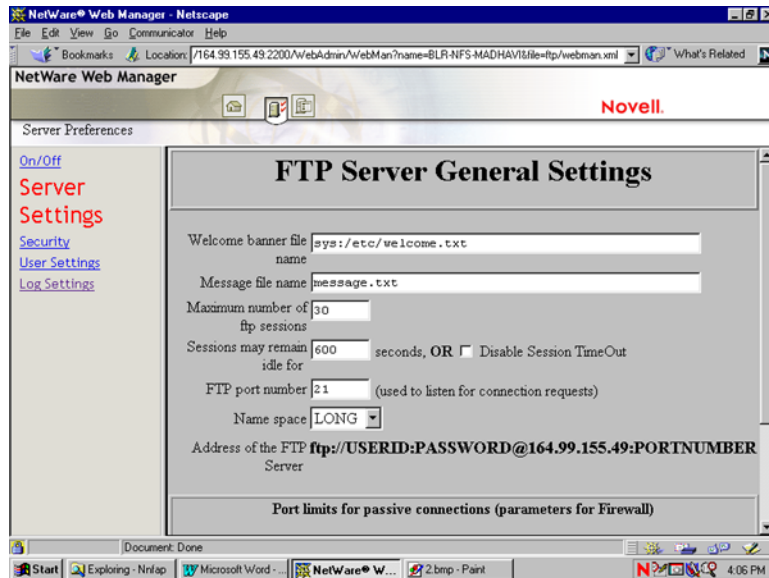 NetWare® Web Manager - Netscape
File Edit View Go Communicator Help
Bookmarks Location: /164.99.155.49:2200/WebAdmin/WebMan?name=BLR-NFS-MADHAVI&file=ftp/webman.xml What's Related
NetWare Web Manager
Novell.
Server Preferences
On/Off
Server Settings
Security
User Settings
Log Settings
FTP Server General Settings
Welcome banner file name sys:/etc/welcome.txt
Message file name message.txt
Maximum number of ftp sessions 30
Sessions may remain idle for 600 seconds, OR Disable Session TimeOut
FTP port number 21 (used to listen for connection requests)
Name space LONG
Address of the FTP Server ftp://USERID:PASSWORD@164.99.155.49:PORTNUMBER
Port limits for passive connections (parameters for Firewall)
Document: Done
Start Exploring - Nnfap Microsoft Word - ... NetWare® W... 2.bmp - Paint 4:06 PM